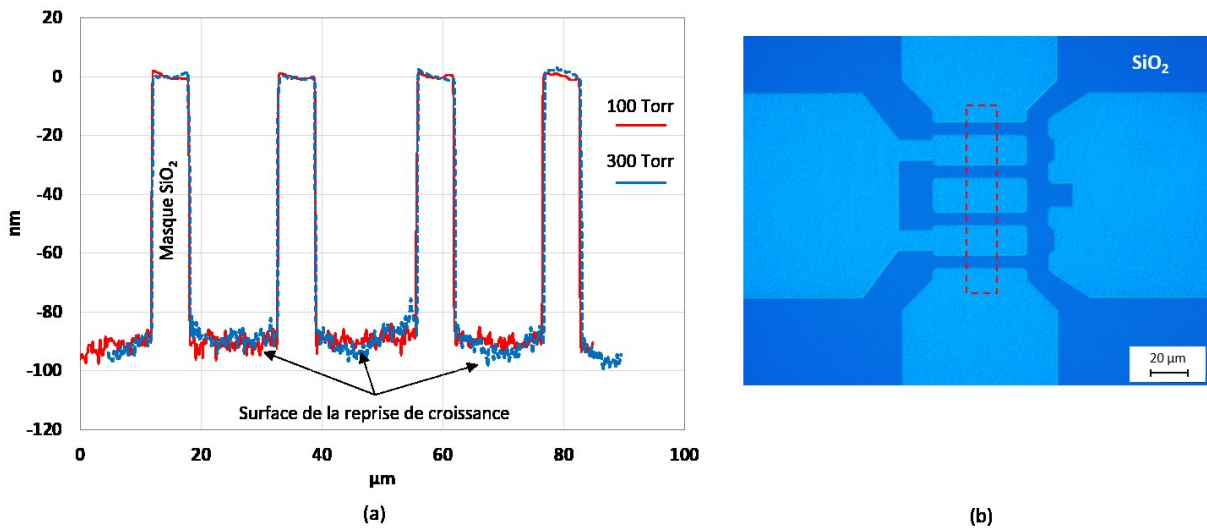 20
0
-20
-40
-60
-80
-100
-120
nm
Masque SiO₂
100 Torr
300 Torr
Surface de la reprise de croissance
0 20 40 60 80 100
µm
(a)
SiO₂
20 µm
(b)